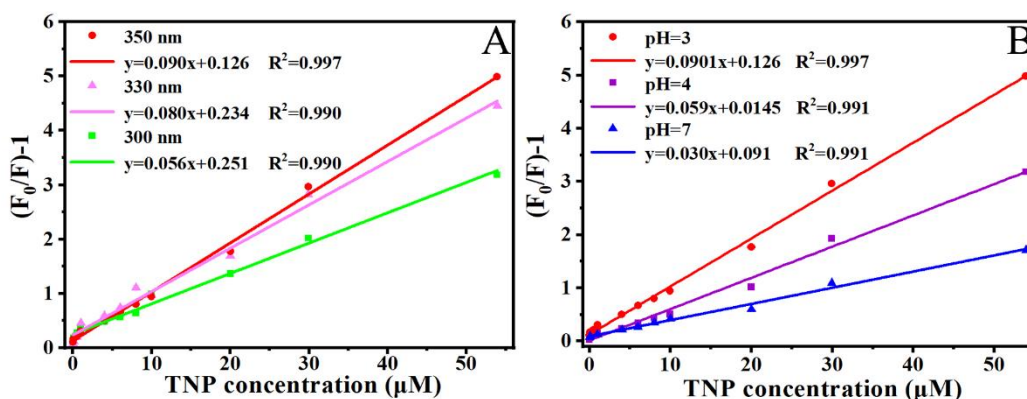 A
350 nm
y=0.090x+0.126 R²=0.997
330 nm
y=0.080x+0.234 R²=0.990
300 nm
y=0.056x+0.251 R²=0.990
(F₀/F)-1
6
5
4
3
2
1
0
0 10 20 30 40 50
TNP concentration (μM)
B
pH=3
y=0.0901x+0.126 R²=0.997
pH=4
y=0.059x+0.0145 R²=0.991
pH=7
y=0.030x+0.091 R²=0.991
(F₀/F)-1
6
5
4
3
2
1
0
0 10 20 30 40 50
TNP concentration (μM)